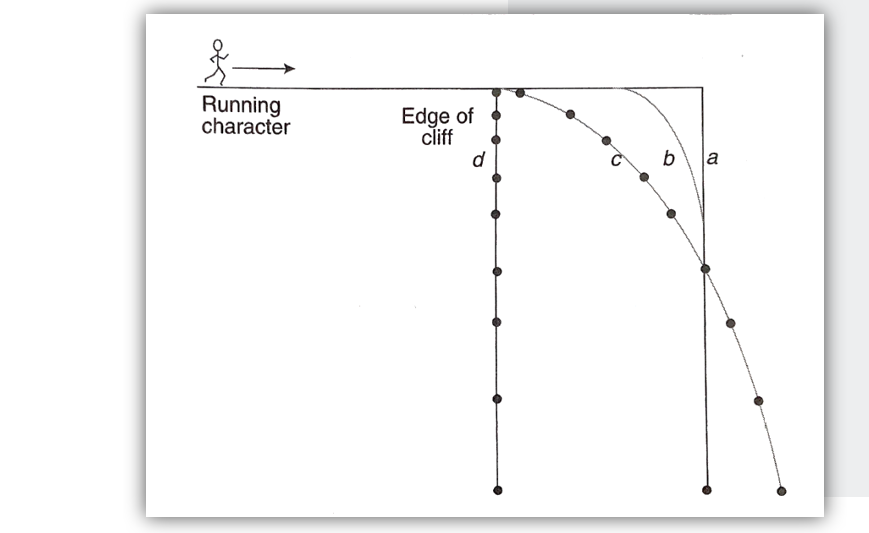 Running
character
Edge of
cliff
d
c
b
a